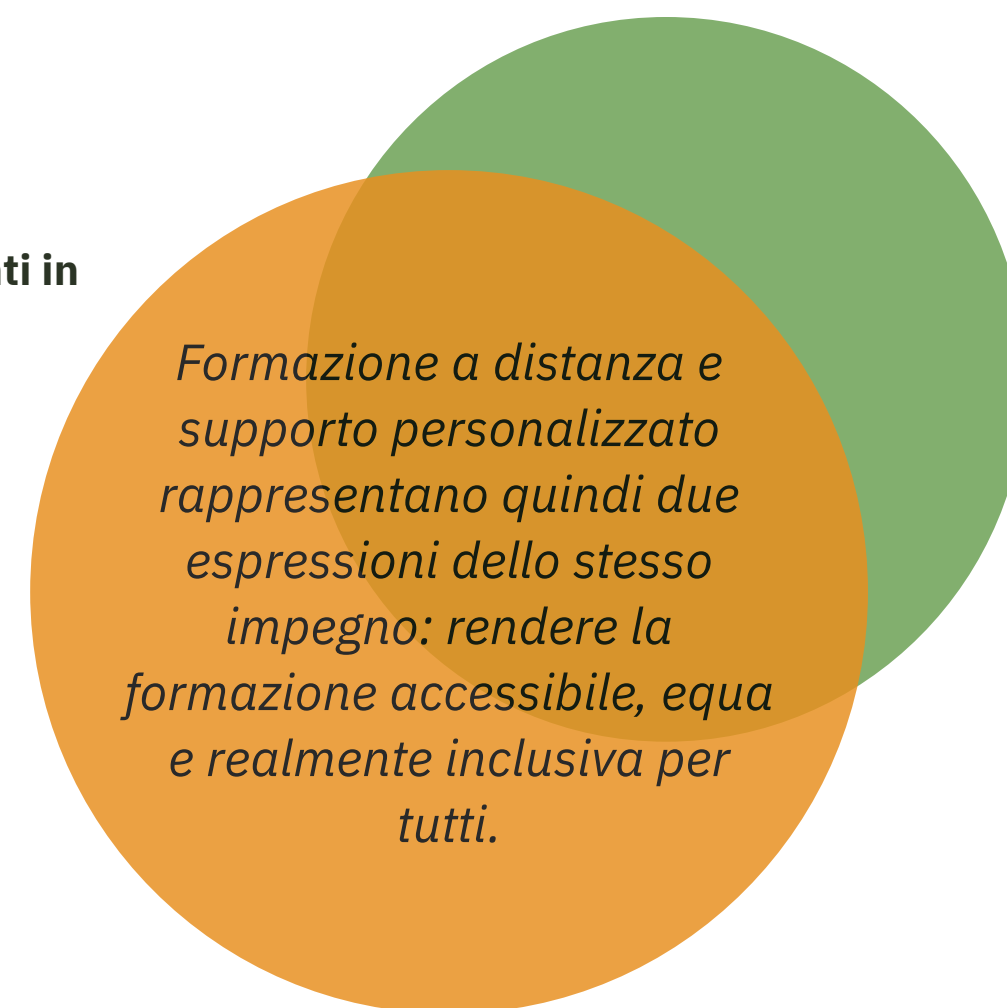 in
Formazione a distanza e
supporto personalizzato
rappresentano quindi due
espressioni dello stesso
impegno: rendere la
formazione accessibile, equa
e realmente inclusiva per
tutti.